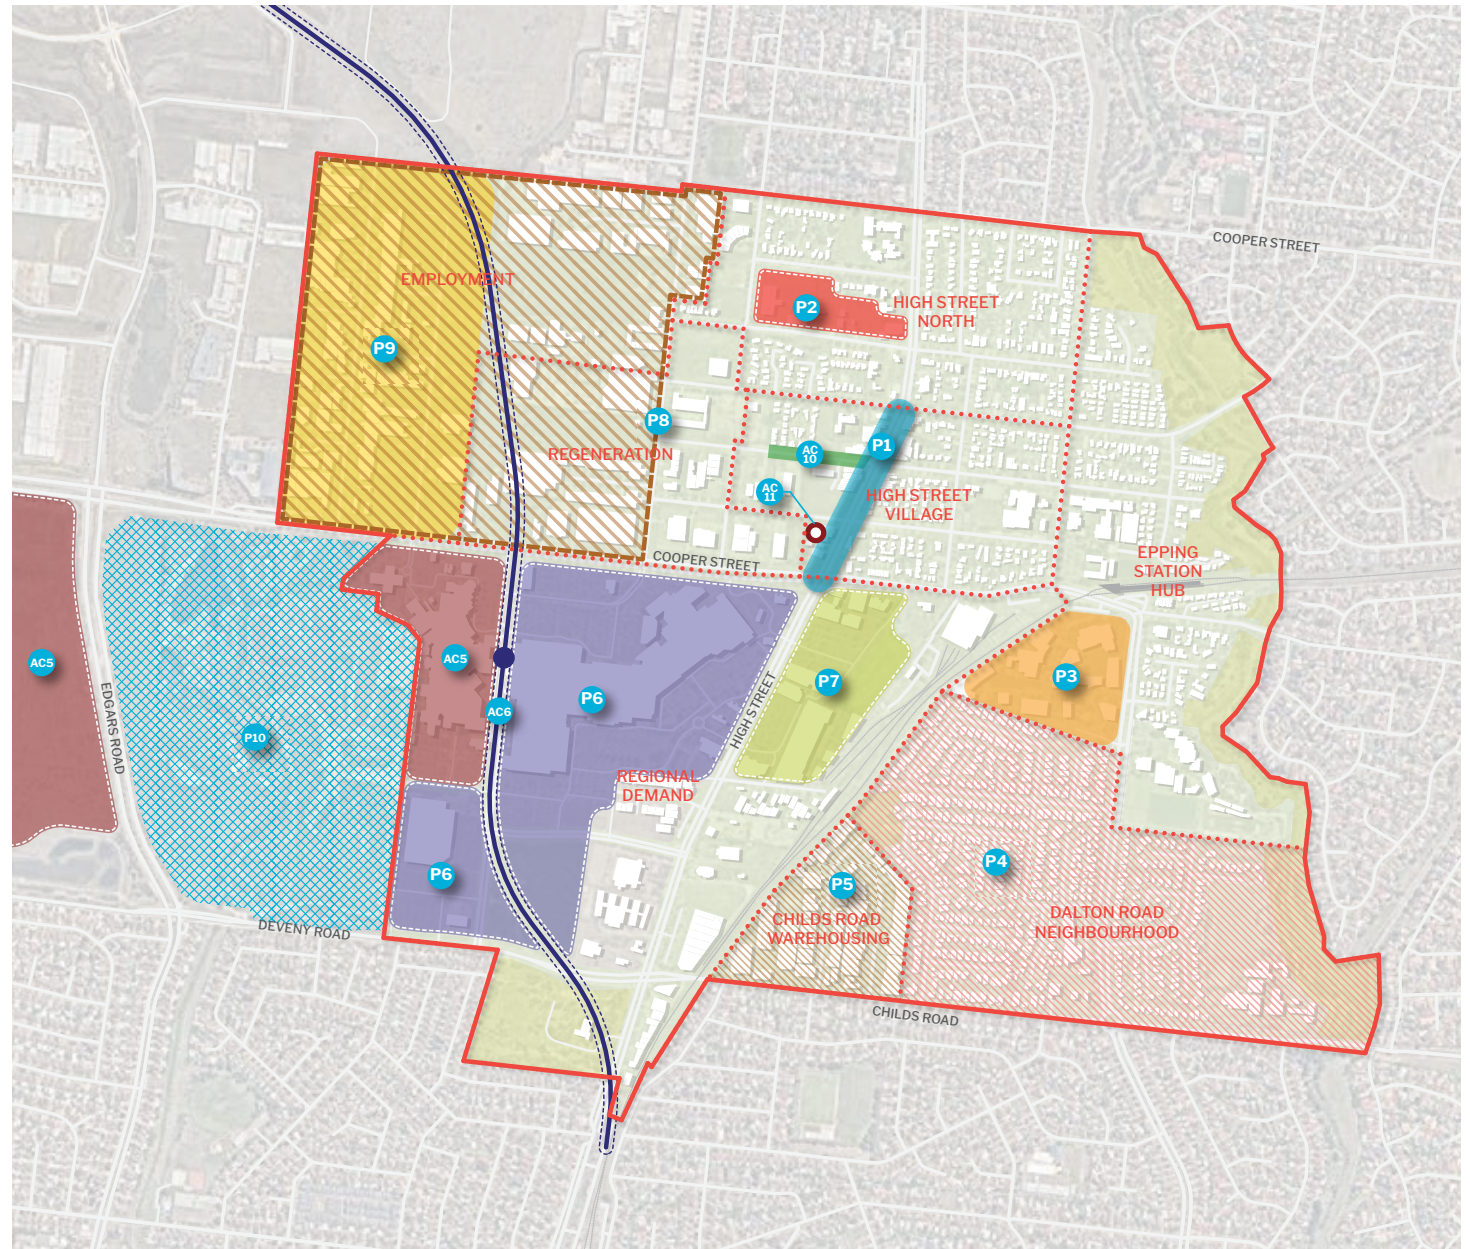 COOPER STREET
EMPLOYMENT
P2
HIGH STREET
NORTH
P9
P8
P1
REGENERATION
AC
10
AC
11
HIGH STREET
VILLAGE
COOPER STREET
EPPING
STATION
HUB
AC5
AC5
P3
P7
P6
AC6
EDGARS ROAD
P10
HIGH STREET
REGIONAL
DEMAND
P4
P6
P5
CHILDS ROAD
WAREHOUSING
DALTON ROAD
NEIGHBOURHOOD
DEVENY ROAD
CHILDS ROAD